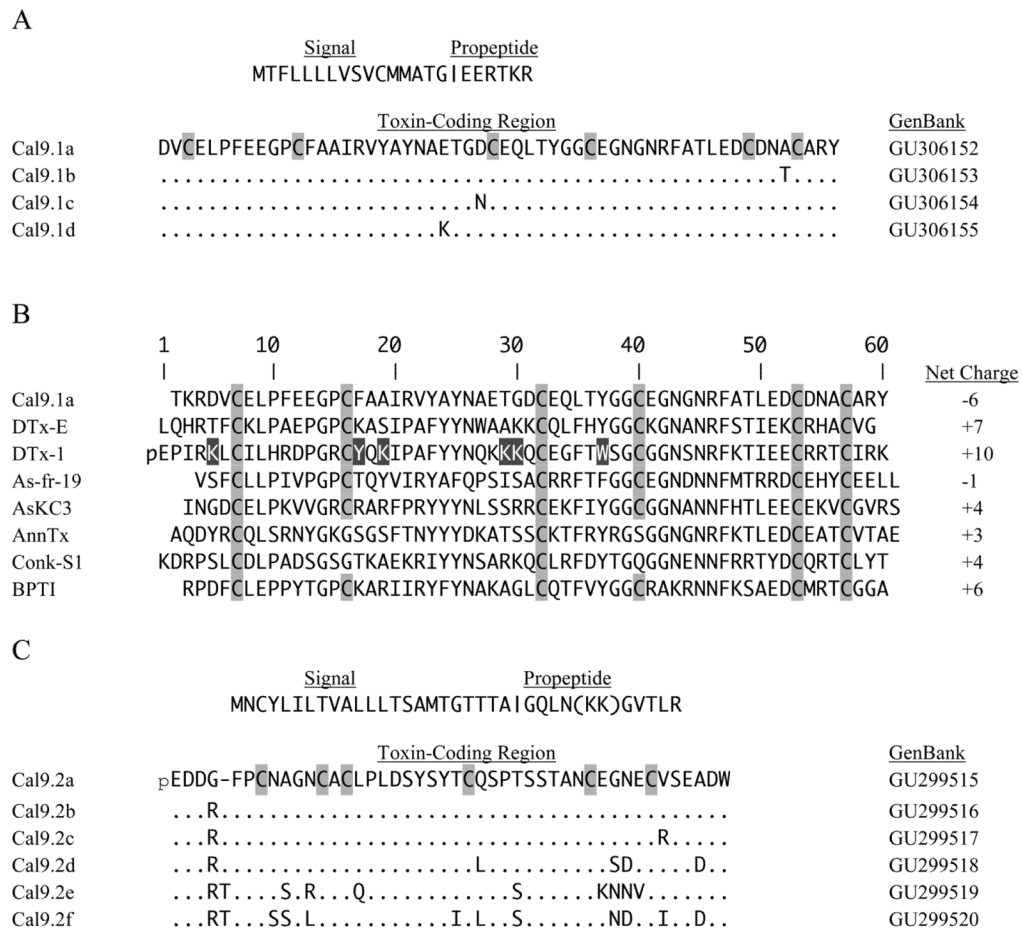 A
Signal Propeptide
MTFLLLLVSVCMMATG|EERTKR
Toxin-Coding Region GenBank
Cal9.1a DVCELPFEEGPCFAAIRVYAYNAETGDCEQLTYGGCEGNGNRFATLEDCDNACARY GU306152
Cal9.1b ...................................................T.... GU306153
Cal9.1c ..........................N............................. GU306154
Cal9.1d .......................K................................ GU306155
B
1 10 20 30 40 50 60
Net Charge
Cal9.1a TKRDVCELPFEEGPCFAAIRVYAYNAETGDCEQLTYGGCEGNGNRFATLEDCDNACARY -6
DTx-E LQHRTFCKLPAEPGPCKASIPAFYYNWAAKKCQLFHYGGCKGNANRFSTIEKCRHACVG +7
DTx-1 pEPIRKLCILHRDPGRCYQKIPAFYYNQKKKQCEGFTWSGCGGNSNRFKTIEECRRTCIRK +10
As-fr-19 VSFCLLPIVPGPCTQYVIRYAFQPSISACRRFTFGGCEGNDNNFMTRRDCEHYCEELL -1
AsKC3 INGDCELPKVVGRCRARFPRYYYNLSSRRCEKFIYGGCGGNANNFHTLEECEKVCGVRS +4
AnnTx AQDYRCQLSRNYGKGSGSFTNYYYDKATSSCKTFRYRGSGGNGNRFKTLEDCEATCVTAE +3
Conk-S1 KDRPSLCDLPADSGSGTKAEKRIYYNSARKQCLRFDYTGQGGNENNFRRTYDCQRTCLYT +4
BPTI RPDFCLEPPYTGPCKARIIRYFYNAKAGLCQTFVYGGCRAKRNNFKSAEDCMRTCGGA +6
C
Signal Propeptide
MNCYLILTVALLLTSAMTGTTTA|GQLN(KK)GVTLR
Toxin-Coding Region GenBank
Cal9.2a pEDDG-FPCNAGNCACLPLDSYSYTCQSPTSSTANCEGNECVSEADW GU299515
Cal9.2b ...R.......................................... GU299516
Cal9.2c ...R....................................R..... GU299517
Cal9.2d ...R.....................L..........SD.....D.. GU299518
Cal9.2e ...RT....S.R...Q............S......KNNV....... GU299519
Cal9.2f ...RT...SS.L...........I.L..S.......ND..I..D.. GU299520